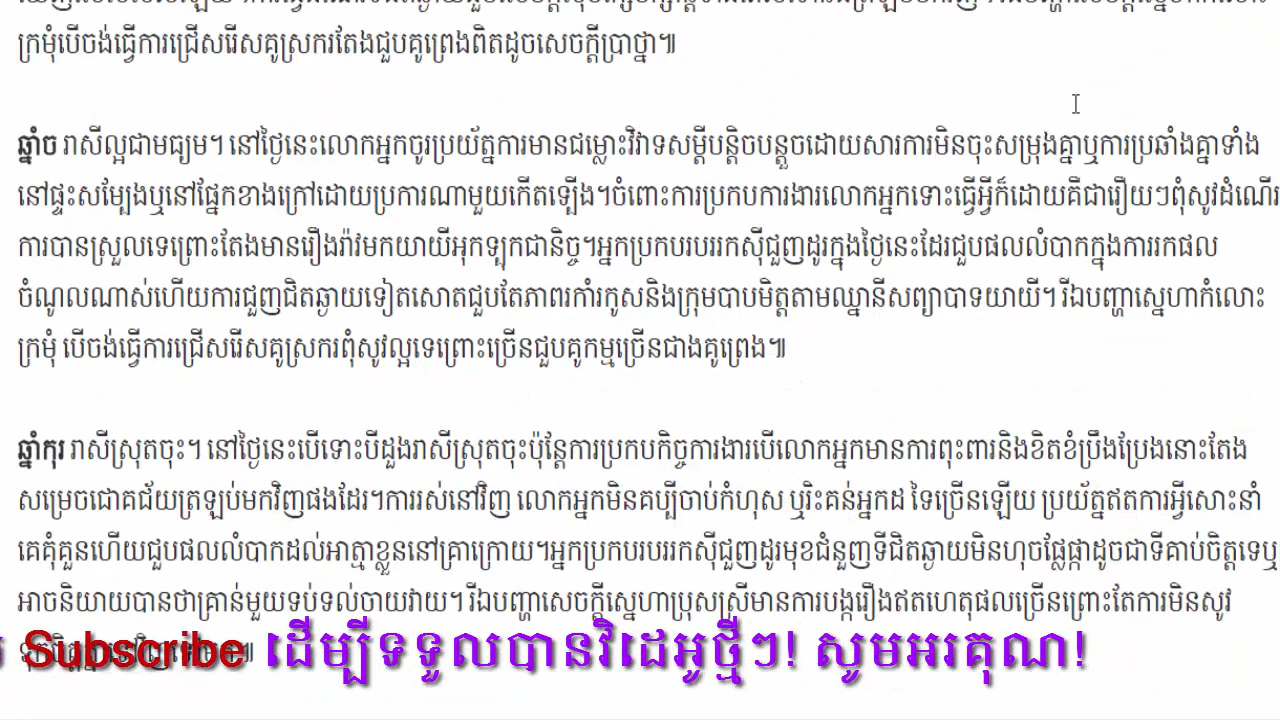 ក្រមុំបើចង់ធ្វើការជ្រើសរើសគូស្រករតែងជួបគូព្រេងពិតដូចសេចក្តីប្រាថ្នា៕
ឆ្នាំច រាសីល្អជាមធ្យម។ នៅថ្ងៃនេះលោកអ្នកចូរប្រយ័ត្នការមានជម្លោះវិវាទសម្តីបន្តិចបន្តួចដោយសារការមិនចុះសម្រុងគ្នាឬការប្រឆាំងគ្នាទាំង
នៅផ្ទះសម្បែងឬនៅផ្នែកខាងក្រៅដោយប្រការណាមួយកើតឡើង។ចំពោះការប្រកបការងារលោកអ្នកទោះធ្វើអ្វីក៏ដោយគឺជារឿយៗពុំសូវដំណើរ
ការបានស្រួលទេព្រោះតែងមានរឿងរ៉ាវមកយាយីអុកឡុកជានិច្ច។អ្នកប្រកបរបររកស៊ីជួញដូរក្នុងថ្ងៃនេះដែរជួបផលលំបាកក្នុងការរកផល
ចំណូលណាស់ហើយការជួញជិតឆ្ងាយទៀតសោតជួបតែភាពរកាំរកូសនិងក្រុមបាបមិត្តតាមឈ្នានីសព្យាបាទយាយី។ រីឯបញ្ហាស្នេហាកំលោះ
ក្រមុំ បើចង់ធ្វើការជ្រើសរើសគូស្រករពុំសូវល្អទេព្រោះច្រើនជួបគូកម្មច្រើនជាងគូព្រេង៕
ឆ្នាំកុរ រាសីស្រុតចុះ។ នៅថ្ងៃនេះបើទោះបីដួងរាសីស្រុតចុះប៉ុន្តែការប្រកបកិច្ចការងារបើលោកអ្នកមានការពុះពារនិងខិតខំប្រឹងប្រែងនោះតែង
សម្រេចជោគជ័យត្រឡប់មកវិញផងដែរ។ការរស់នៅវិញ លោកអ្នកមិនគប្បីចាប់កំហុស ឬរិះគន់អ្នកដ ទៃច្រើនឡើយ ប្រយ័ត្នឥតការអ្វីសោះនាំ
គេគុំគួនហើយជួបផលលំបាកដល់អាត្មាខ្លួននៅគ្រាក្រោយ។អ្នកប្រកបរបររកស៊ីជួញដូរមុខជំនួញទីជិតឆ្ងាយមិនហុចផ្លែផ្កាដូចជាទីគាប់ចិត្តទេឬ
អាចនិយាយបានថាគ្រាន់មួយទប់ទល់ចាយវាយ។ រីឯបញ្ហាសេចក្តីស្នេហាប្រុសស្រីមានការបង្ករឿងឥតហេតុផលច្រើនព្រោះតែការមិនសូវ
Subscribe ដើម្បីទទួលបានវិដេអូថ្មីៗ! សូមអរគុណ!